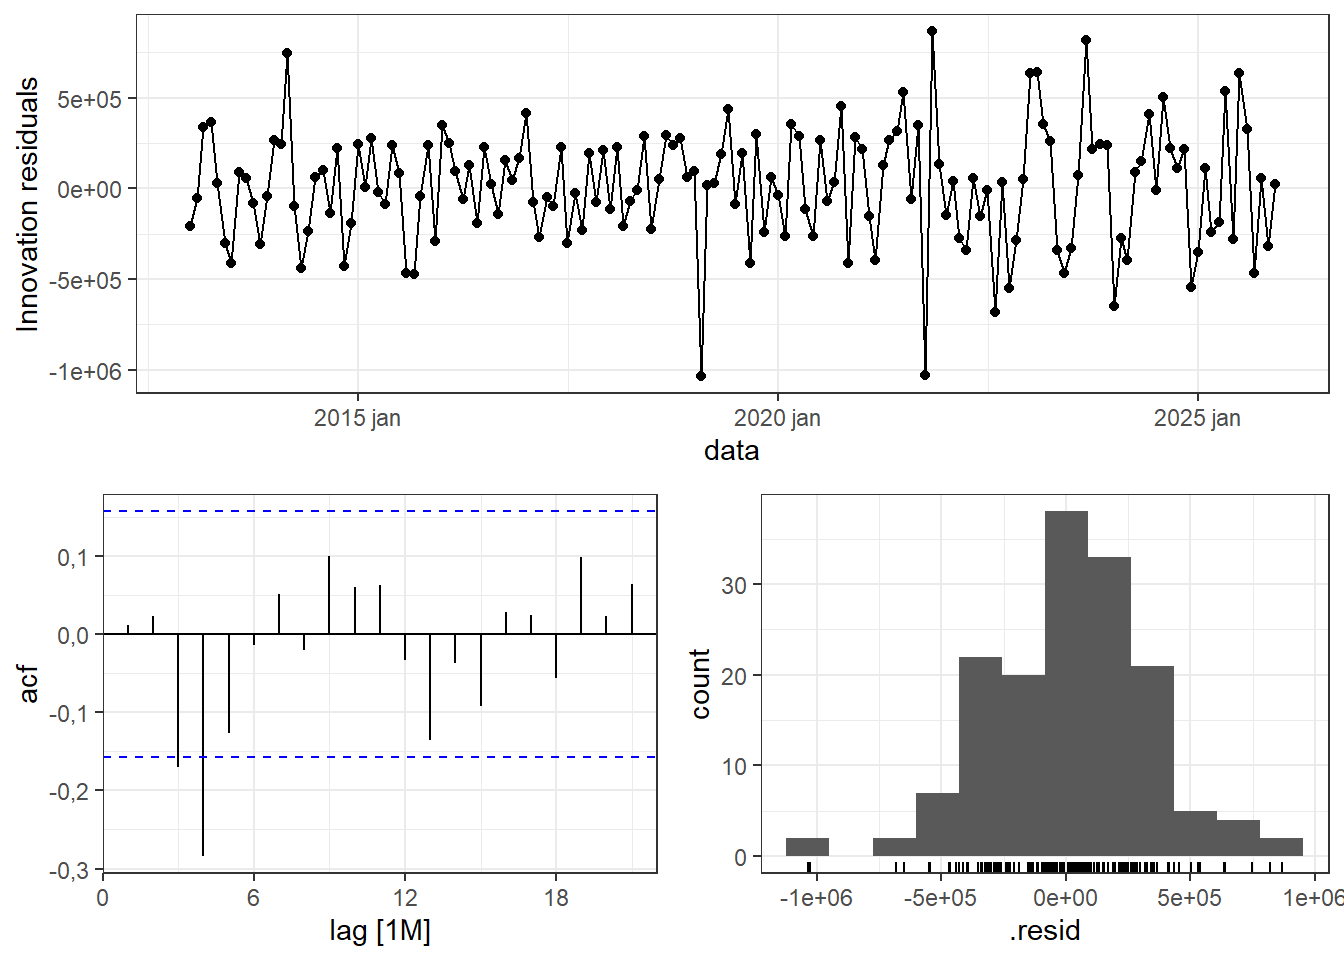 Innovation residuals
5e+05
0e+00
-5e+05
-1e+06
2015 jan
2020 jan
2025 jan
data
acf
0,1
0,0
-0,1
-0,2
-0,3
0
6
12
18
lag [1M]
count
30
20
10
0
-1e+06
-5e+05
0e+00
5e+05
1e+06
.resid